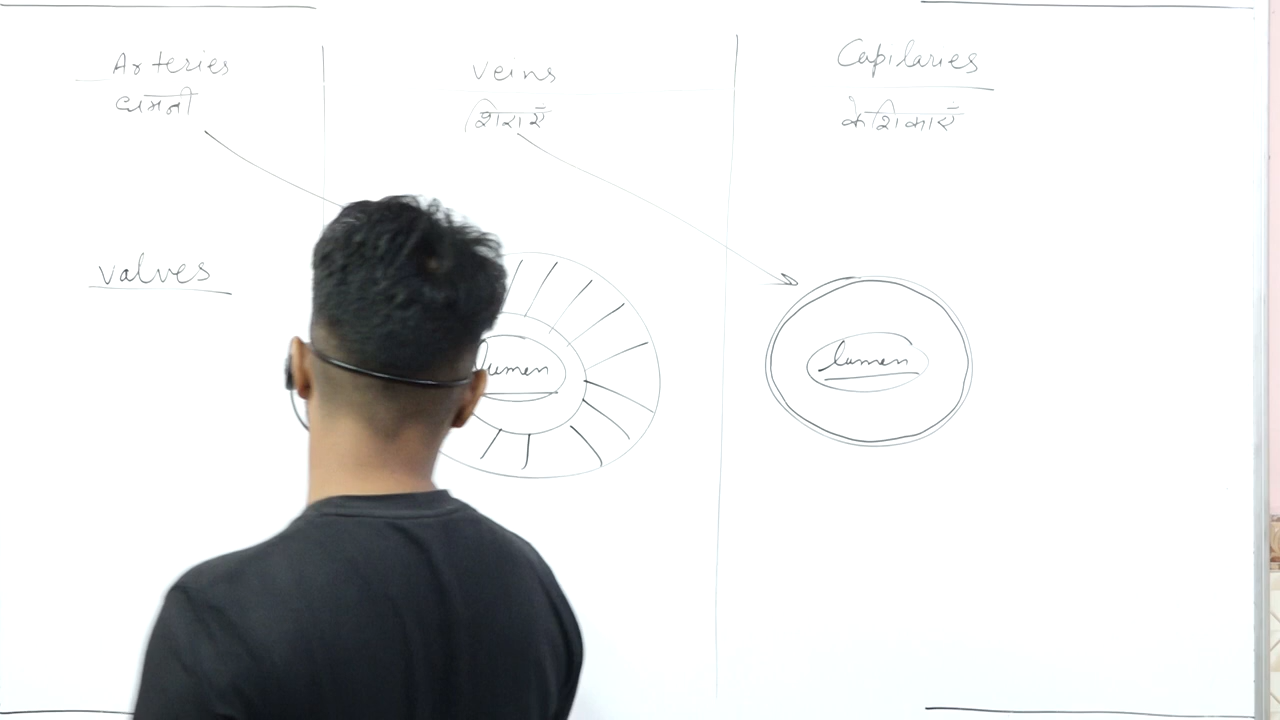 Arteries
धमनी
Veins
शिराएँ
Capilaries
केशिकाएँ
valves
lumen
lumen